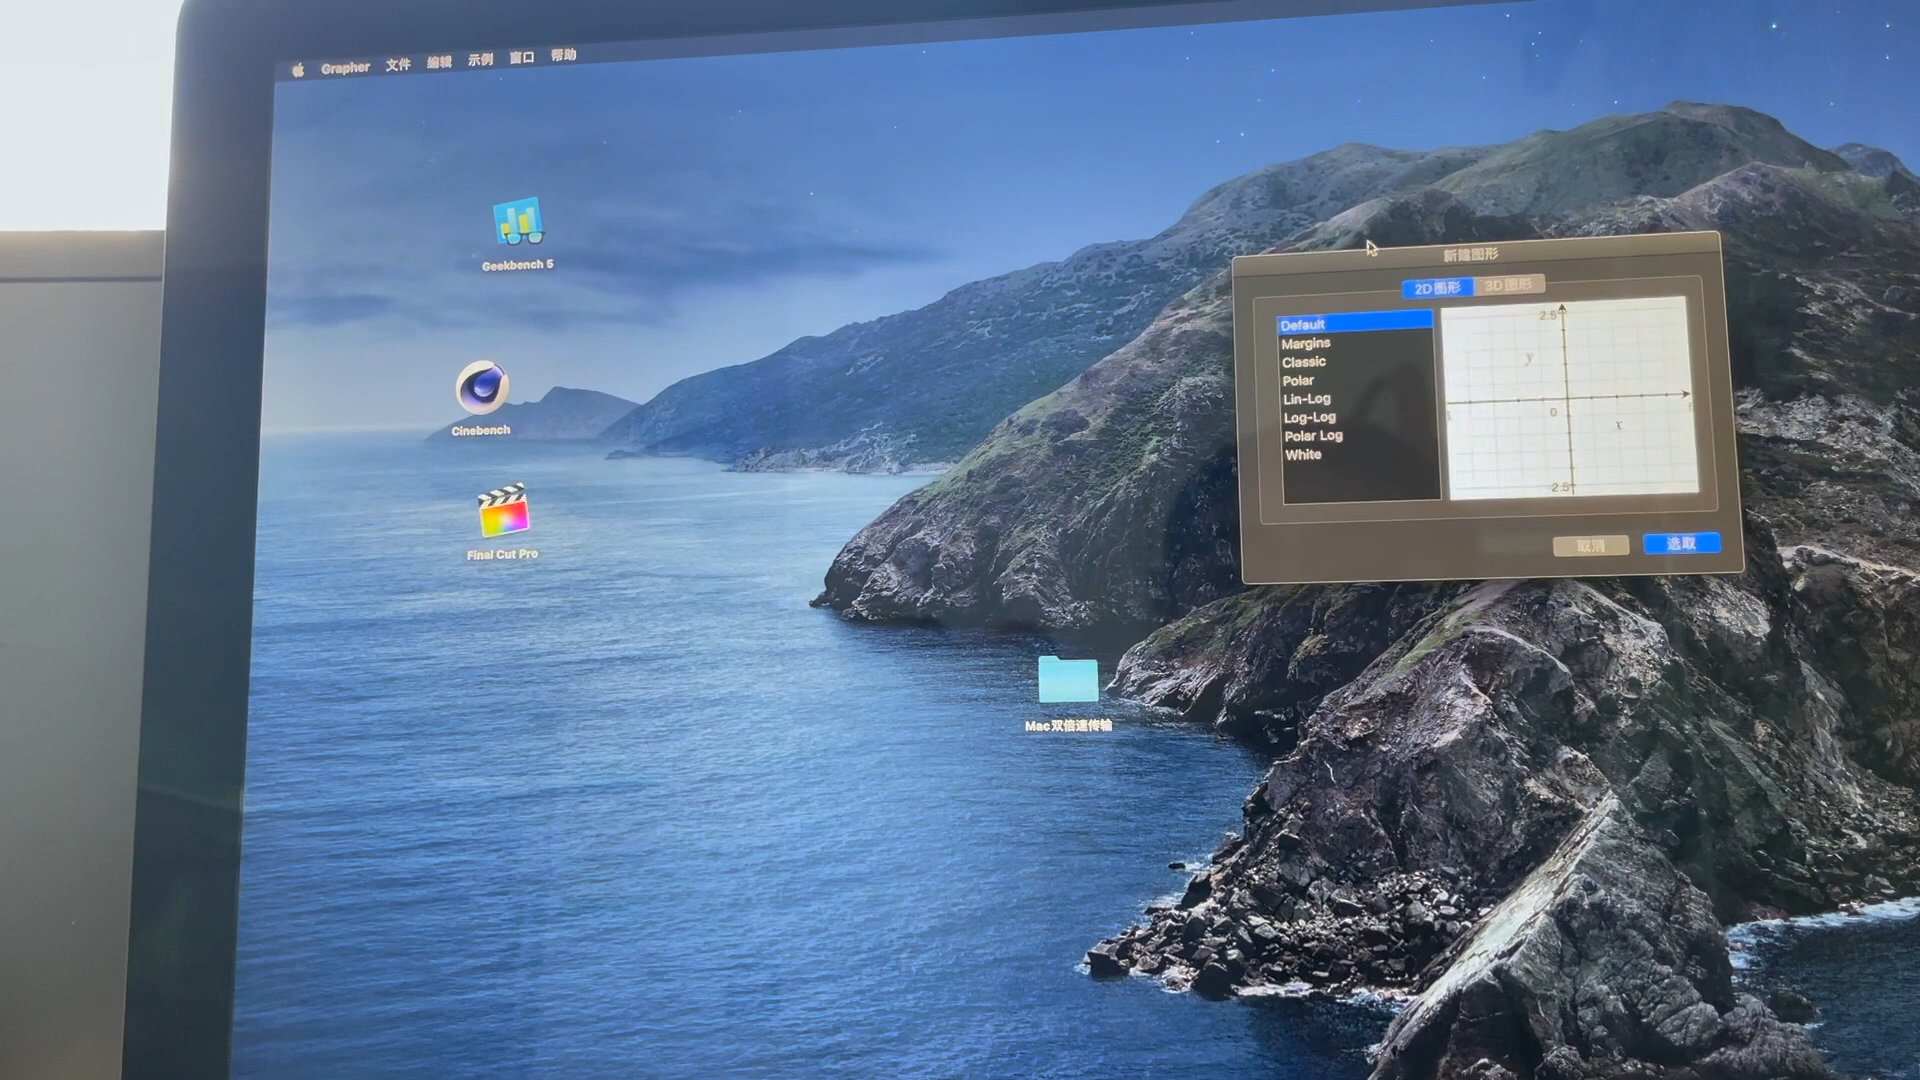 Grapher 文件 编辑 示例 窗口 帮助
Geekbench 5
Cinebench
Final Cut Pro
Mac双倍速传输
新建图形
2D 图形 3D 图形
Default
Margins
Classic
Polar
Lin-Log
Log-Log
Polar Log
White
2.5
y
0
x
2.5
取消 选取